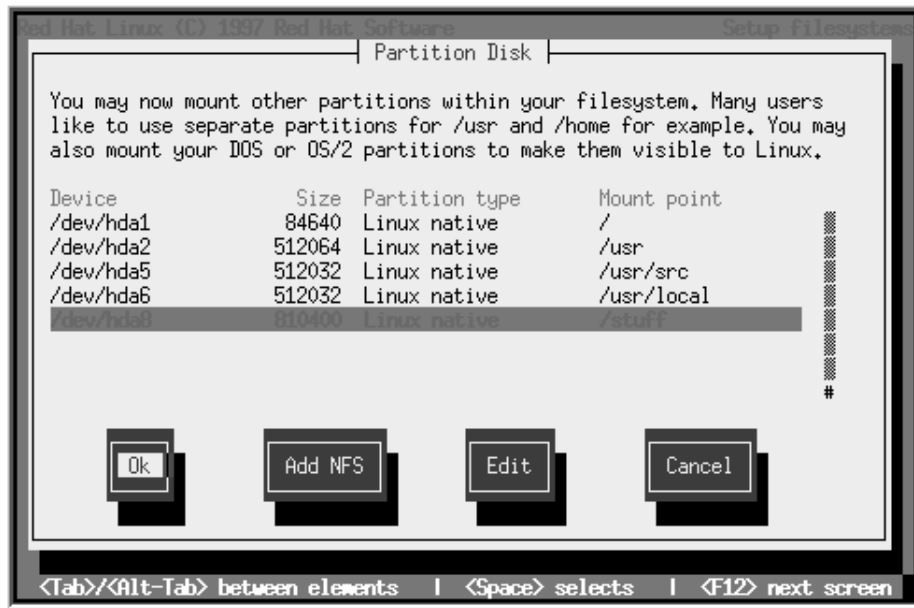 Red Hat Linux (C) 1997 Red Hat Software Setup filesystems
Partition Disk
You may now mount other partitions within your filesystem. Many users
like to use separate partitions for /usr and /home for example. You may
also mount your DOS or OS/2 partitions to make them visible to Linux.
Device Size Partition type Mount point
/dev/hda1 84640 Linux native /
/dev/hda2 512064 Linux native /usr
/dev/hda5 512032 Linux native /usr/src
/dev/hda6 512032 Linux native /usr/local
/dev/hda8 810400 Linux native /stuff
#
Ok Add NFS Edit Cancel
<Tab>/<Alt-Tab> between elements | <Space> selects | <F12> next screen